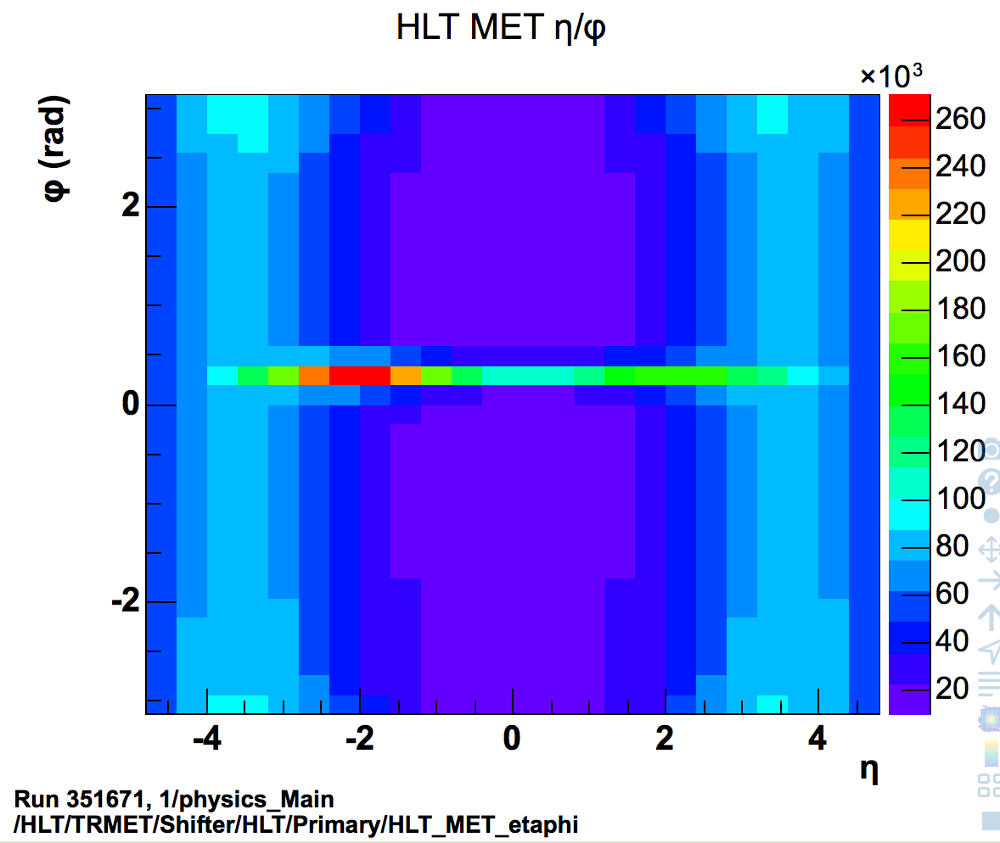 HLT MET η/φ
×10³
φ (rad)
260
240
220
200
180
160
140
120
100
80
60
40
20
2
0
-2
-4 -2 0 2 4
η
Run 351671, 1/physics_Main
/HLT/TRMET/Shifter/HLT/Primary/HLT_MET_etaphi